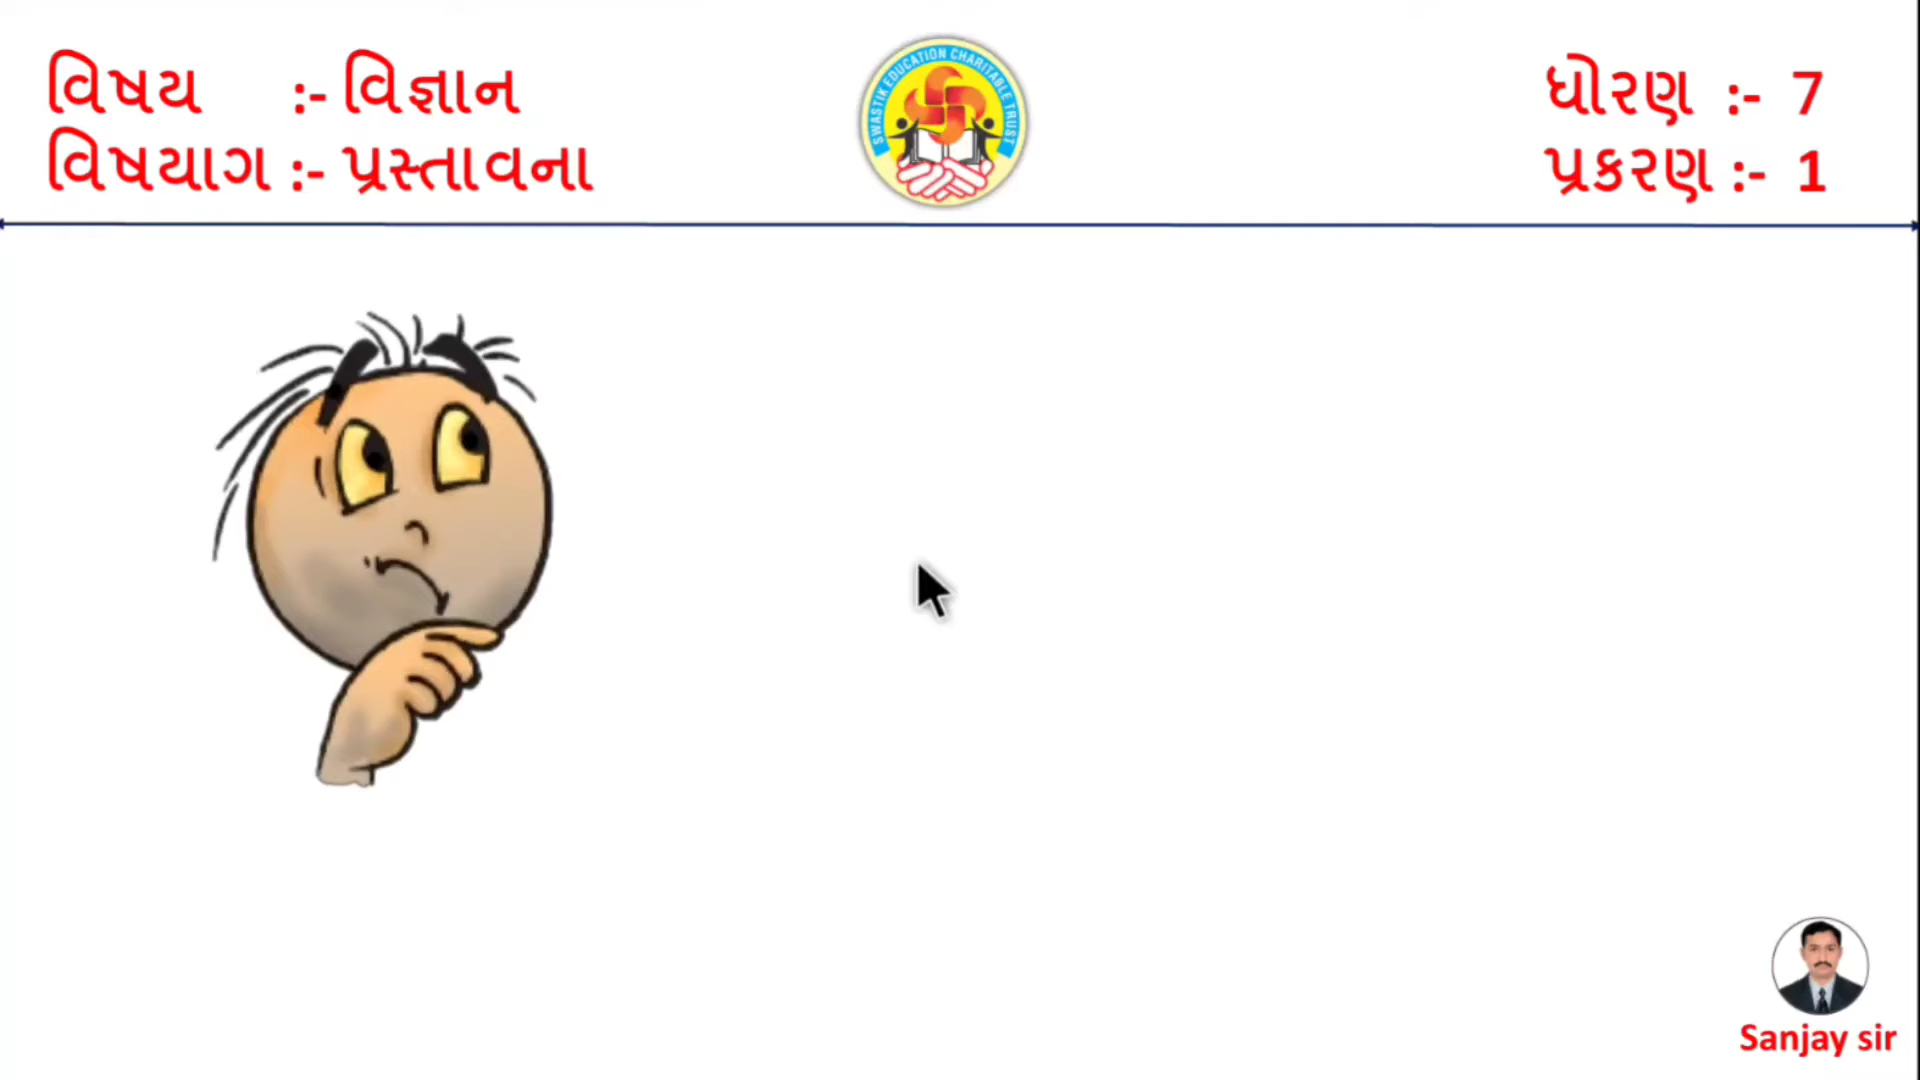 વિષય :- વિજ્ઞાન
વિષયાગ :- પ્રસ્તાવના
SWASTIK EDUCATION CHARITABLE TRUST
ધોરણ :- 7
પ્રકરણ :- 1
Sanjay sir